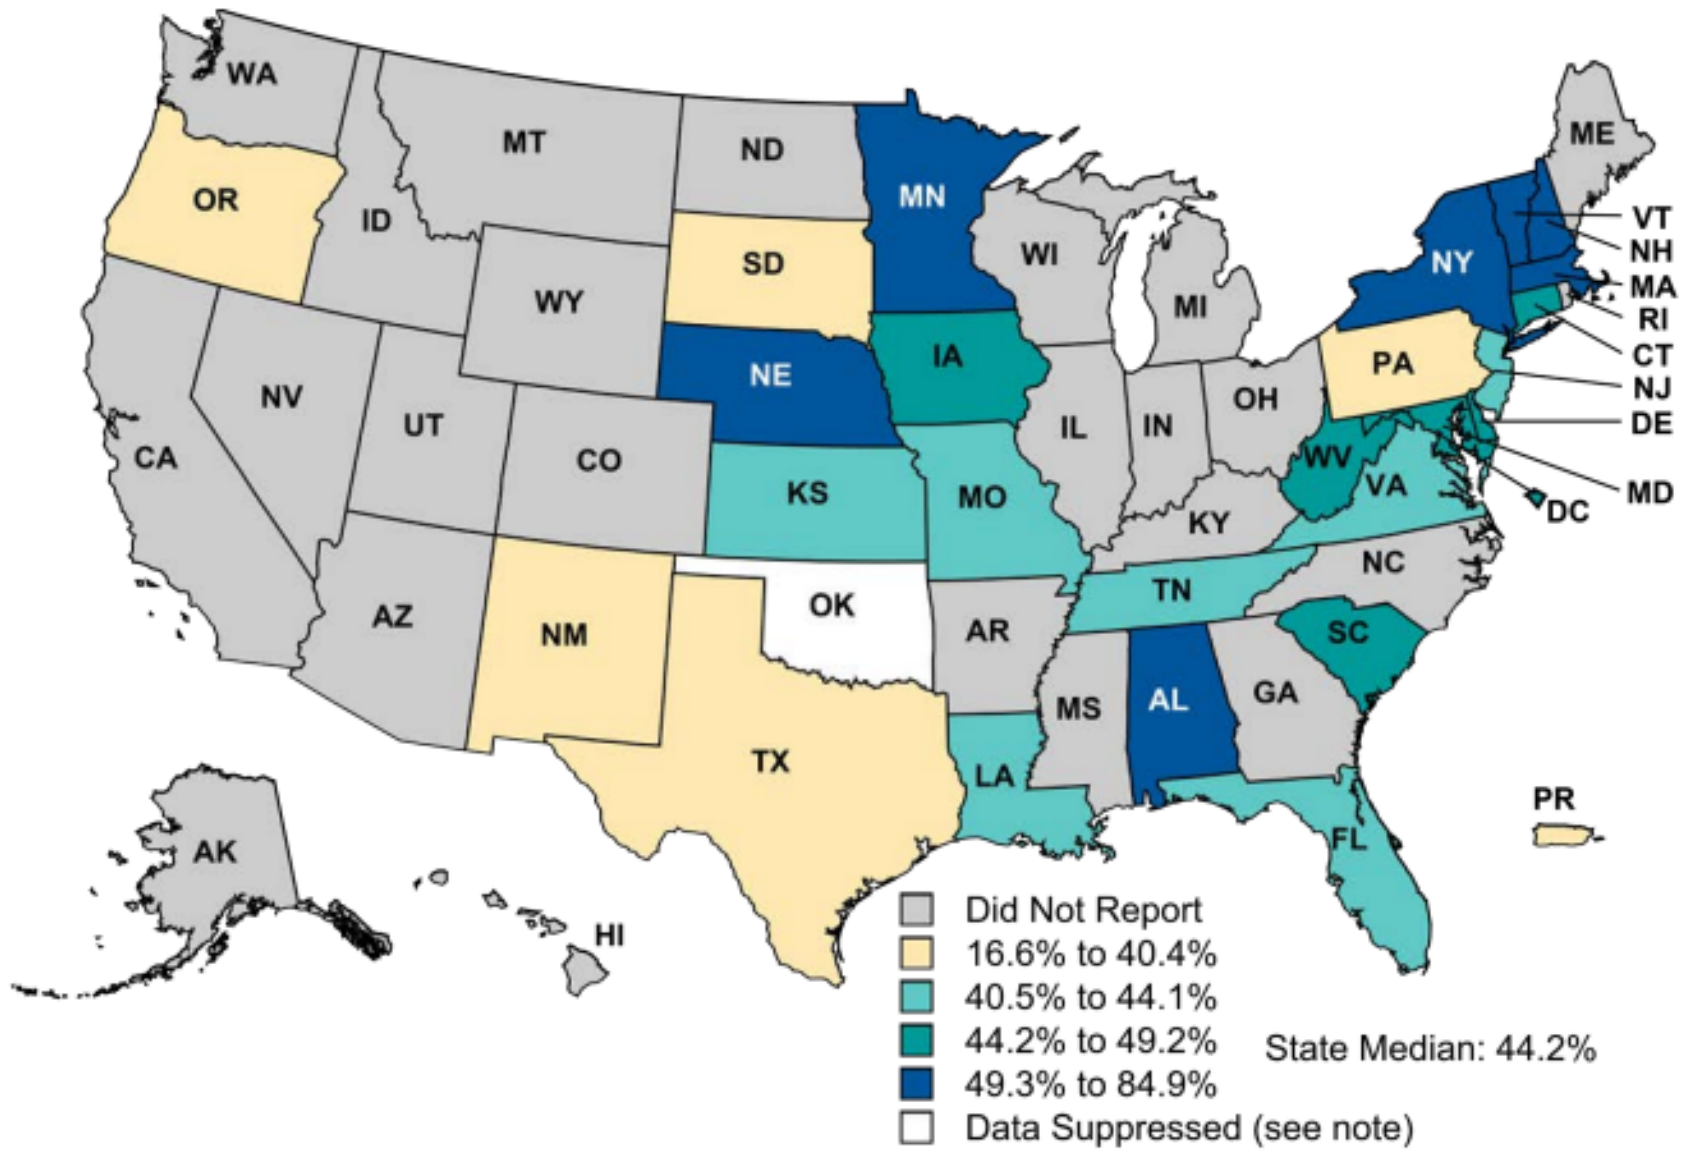 WA
MT
ND
ME
OR
ID
MN
SD
WI
NY
VT
NH
MA
RI
CT
NJ
DE
MD
DC
WY
MI
IA
NE
PA
NV
UT
CO
CA
KS
MO
IL
IN
OH
WV
VA
KY
NC
TN
AZ
NM
OK
AR
SC
MS
AL
GA
TX
LA
FL
PR
AK
HI
Did Not Report
16.6% to 40.4%
40.5% to 44.1%
44.2% to 49.2%
State Median: 44.2%
49.3% to 84.9%
Data Suppressed (see note)